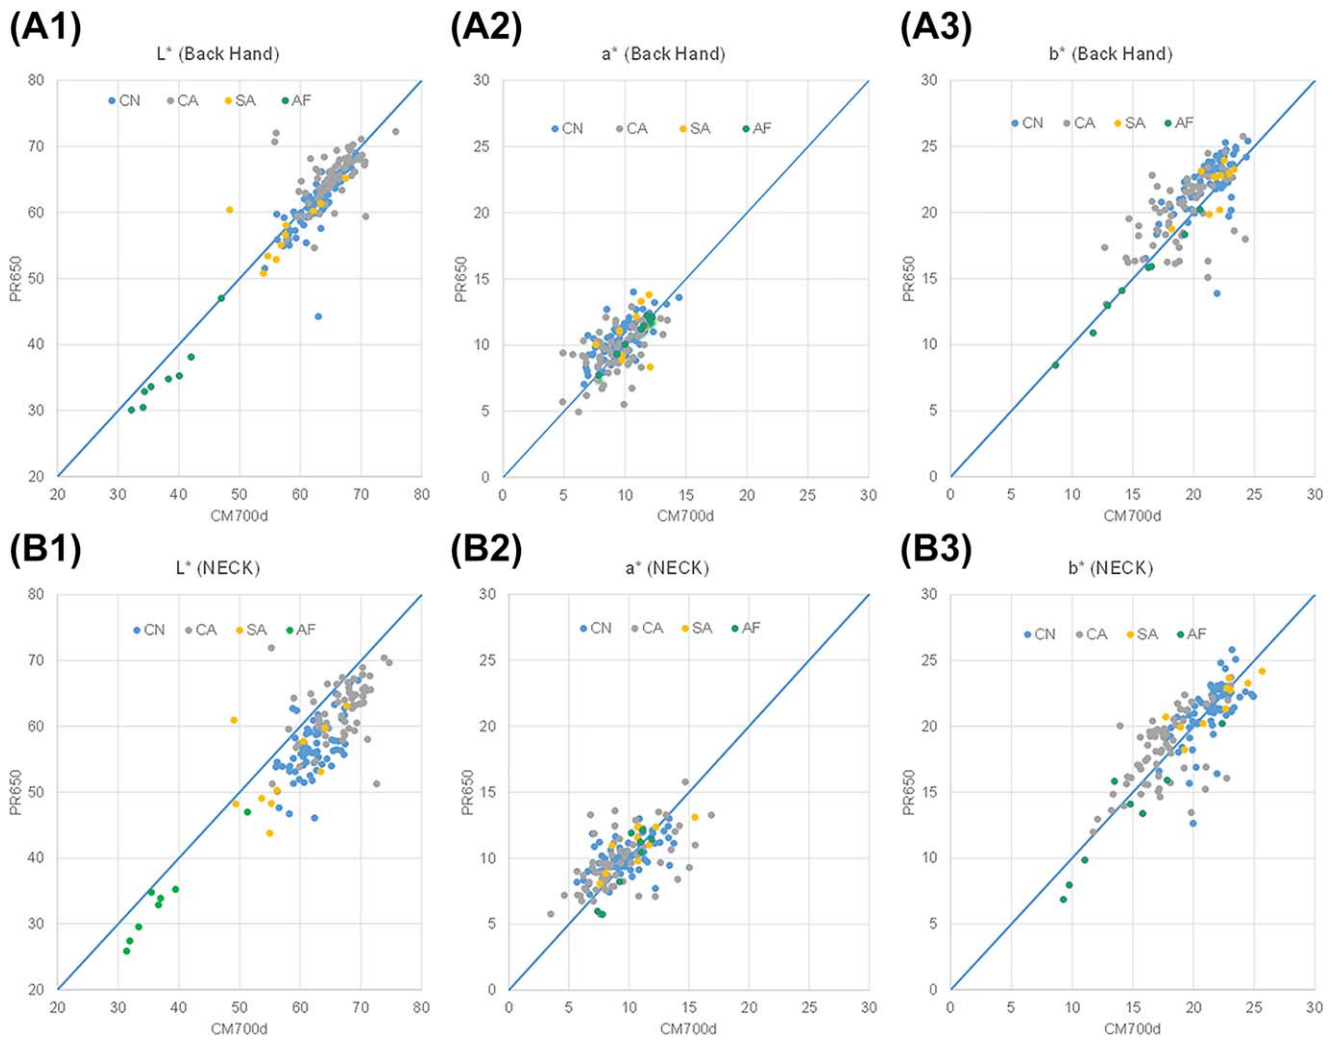 (A1)
L* (Back Hand)
CN CA SA AF
80
70
60
50
40
30
20
20 30 40 50 60 70 80
PR650
CM700d
(A2)
a* (Back Hand)
CN CA SA AF
30
25
20
15
10
5
0
0 5 10 15 20 25 30
PR650
CM700d
(A3)
b* (Back Hand)
CN CA SA AF
30
25
20
15
10
5
0
0 5 10 15 20 25 30
PR650
CM700d
(B1)
L* (NECK)
CN CA SA AF
80
70
60
50
40
30
20
20 30 40 50 60 70 80
PR650
CM700d
(B2)
a* (NECK)
CN CA SA AF
30
25
20
15
10
5
0
0 5 10 15 20 25 30
PR650
CM700d
(B3)
b* (NECK)
CN CA SA AF
30
25
20
15
10
5
0
0 5 10 15 20 25 30
PR650
CM700d